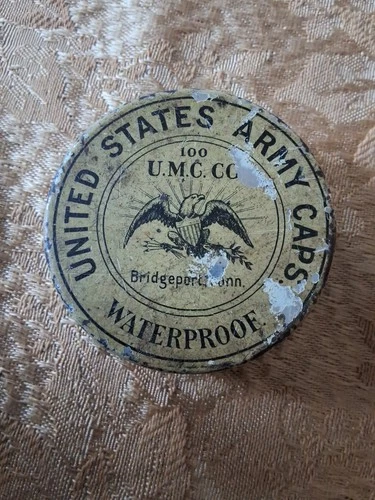 UNITED STATES ARMY CAPS.
100
U.M.C. CO
Bridgeport, Conn.
WATERPROOF.